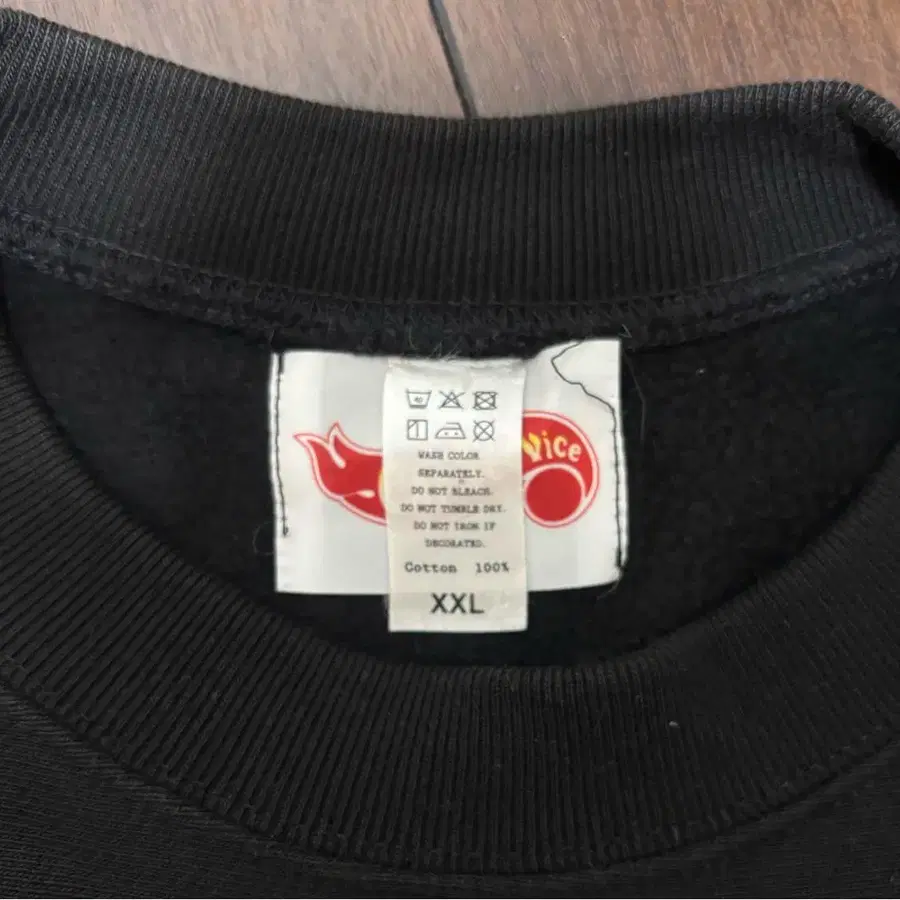 40
vice
WASH COLOR
SEPARATELY.
DO NOT BLEACH.
DO NOT TUMBLE DRY.
DO NOT IRON IF
DECORATED.
Cotton 100%
XXL